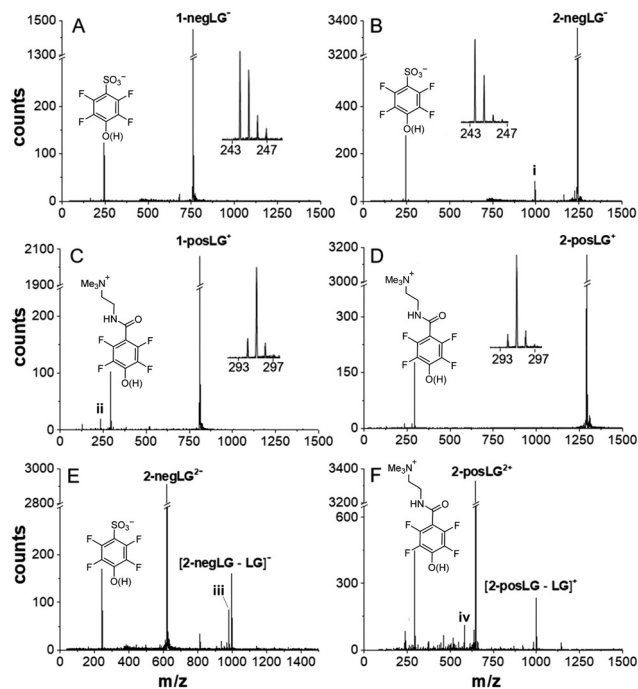 A
1-negLG⁻
1500
1400
200
100
0
counts
SO₃⁻
F F
F F
O(H)
243 247
0 250 500 750 1000 1250 1500
B
2-negLG⁻
3400
3200
400
200
0
SO₃⁻
F F
F F
O(H)
243 247
i
0 250 500 750 1000 1250 1500
C
1-posLG⁺
2100
1900
200
100
0
counts
Me₃N⁺
NH O
F F
F F
O(H)
293 297
ii
0 250 500 750 1000 1250 1500
D
2-posLG⁺
3200
3000
300
150
0
Me₃N⁺
NH O
F F
F F
O(H)
293 297
0 250 500 750 1000 1250 1500
E
2-negLG²⁻
3000
2800
200
100
0
counts
SO₃⁻
F F
F F
O(H)
[2-negLG - LG]⁻
iii
0 200 400 600 800 1000 1200 1400
m/z
F
2-posLG²⁺
3400
3200
600
300
0
Me₃N⁺
NH O
F F
F F
O(H)
[2-posLG - LG]⁺
iv
0 250 500 750 1000 1250 1500
m/z